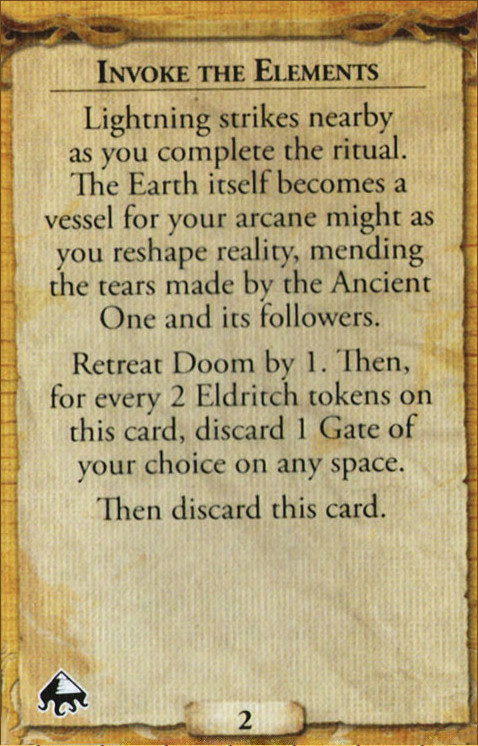 INVOKE THE ELEMENTS
Lightning strikes nearby
as you complete the ritual.
The Earth itself becomes a
vessel for your arcane might as
you reshape reality, mending
the tears made by the Ancient
One and its followers.
Retreat Doom by 1. Then,
for every 2 Eldritch tokens on
this card, discard 1 Gate of
your choice on any space.
Then discard this card.
2